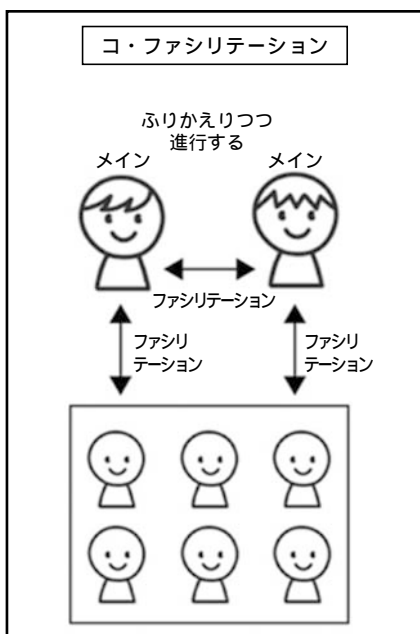 コ・ファシリテーション
ふりかえりつつ
進行する
メイン
メイン
ファシリテーション
ファシリ
テーション
ファシリ
テーション